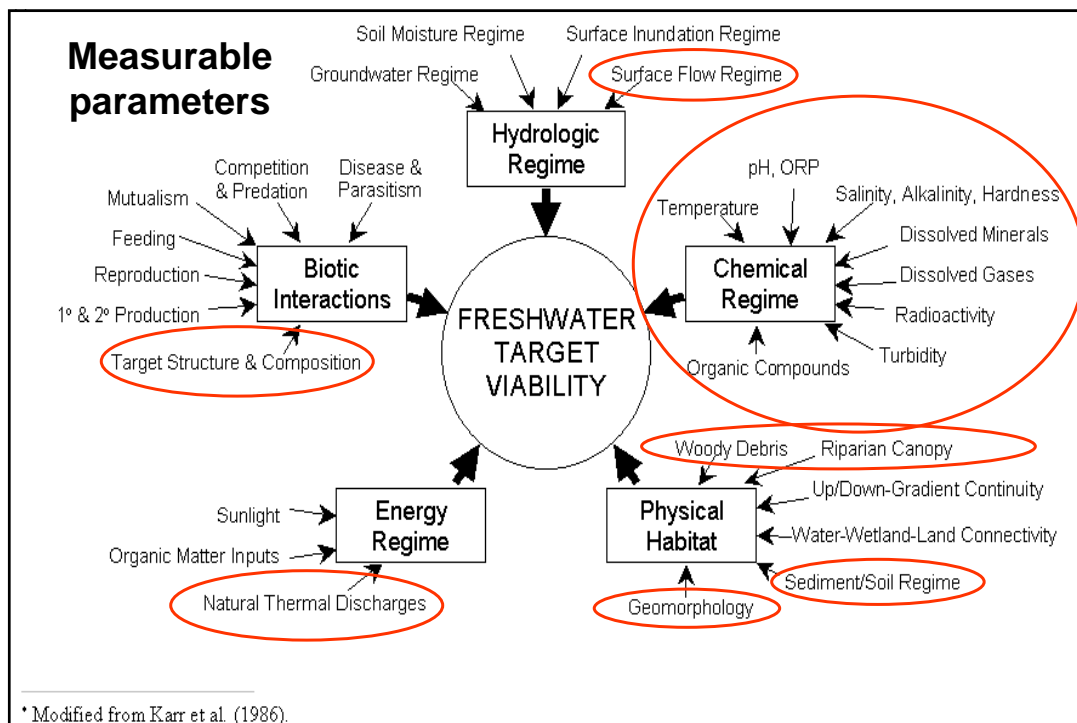 Measurable
parameters
Soil Moisture Regime
Surface Inundation Regime
Groundwater Regime
Surface Flow Regime
Hydrologic
Regime
Competition
& Predation
Disease &
Parasitism
Mutualism
Feeding
Reproduction
1º & 2º Production
Target Structure & Composition
Biotic
Interactions
pH, ORP
Temperature
Salinity, Alkalinity, Hardness
Dissolved Minerals
Dissolved Gases
Radioactivity
Turbidity
Organic Compounds
Chemical
Regime
FRESHWATER
TARGET
VIABILITY
Sunlight
Organic Matter Inputs
Natural Thermal Discharges
Energy
Regime
Woody Debris
Riparian Canopy
Up/Down-Gradient Continuity
Water-Wetland-Land Connectivity
Sediment/Soil Regime
Geomorphology
Physical
Habitat
* Modified from Karr et al. (1986).